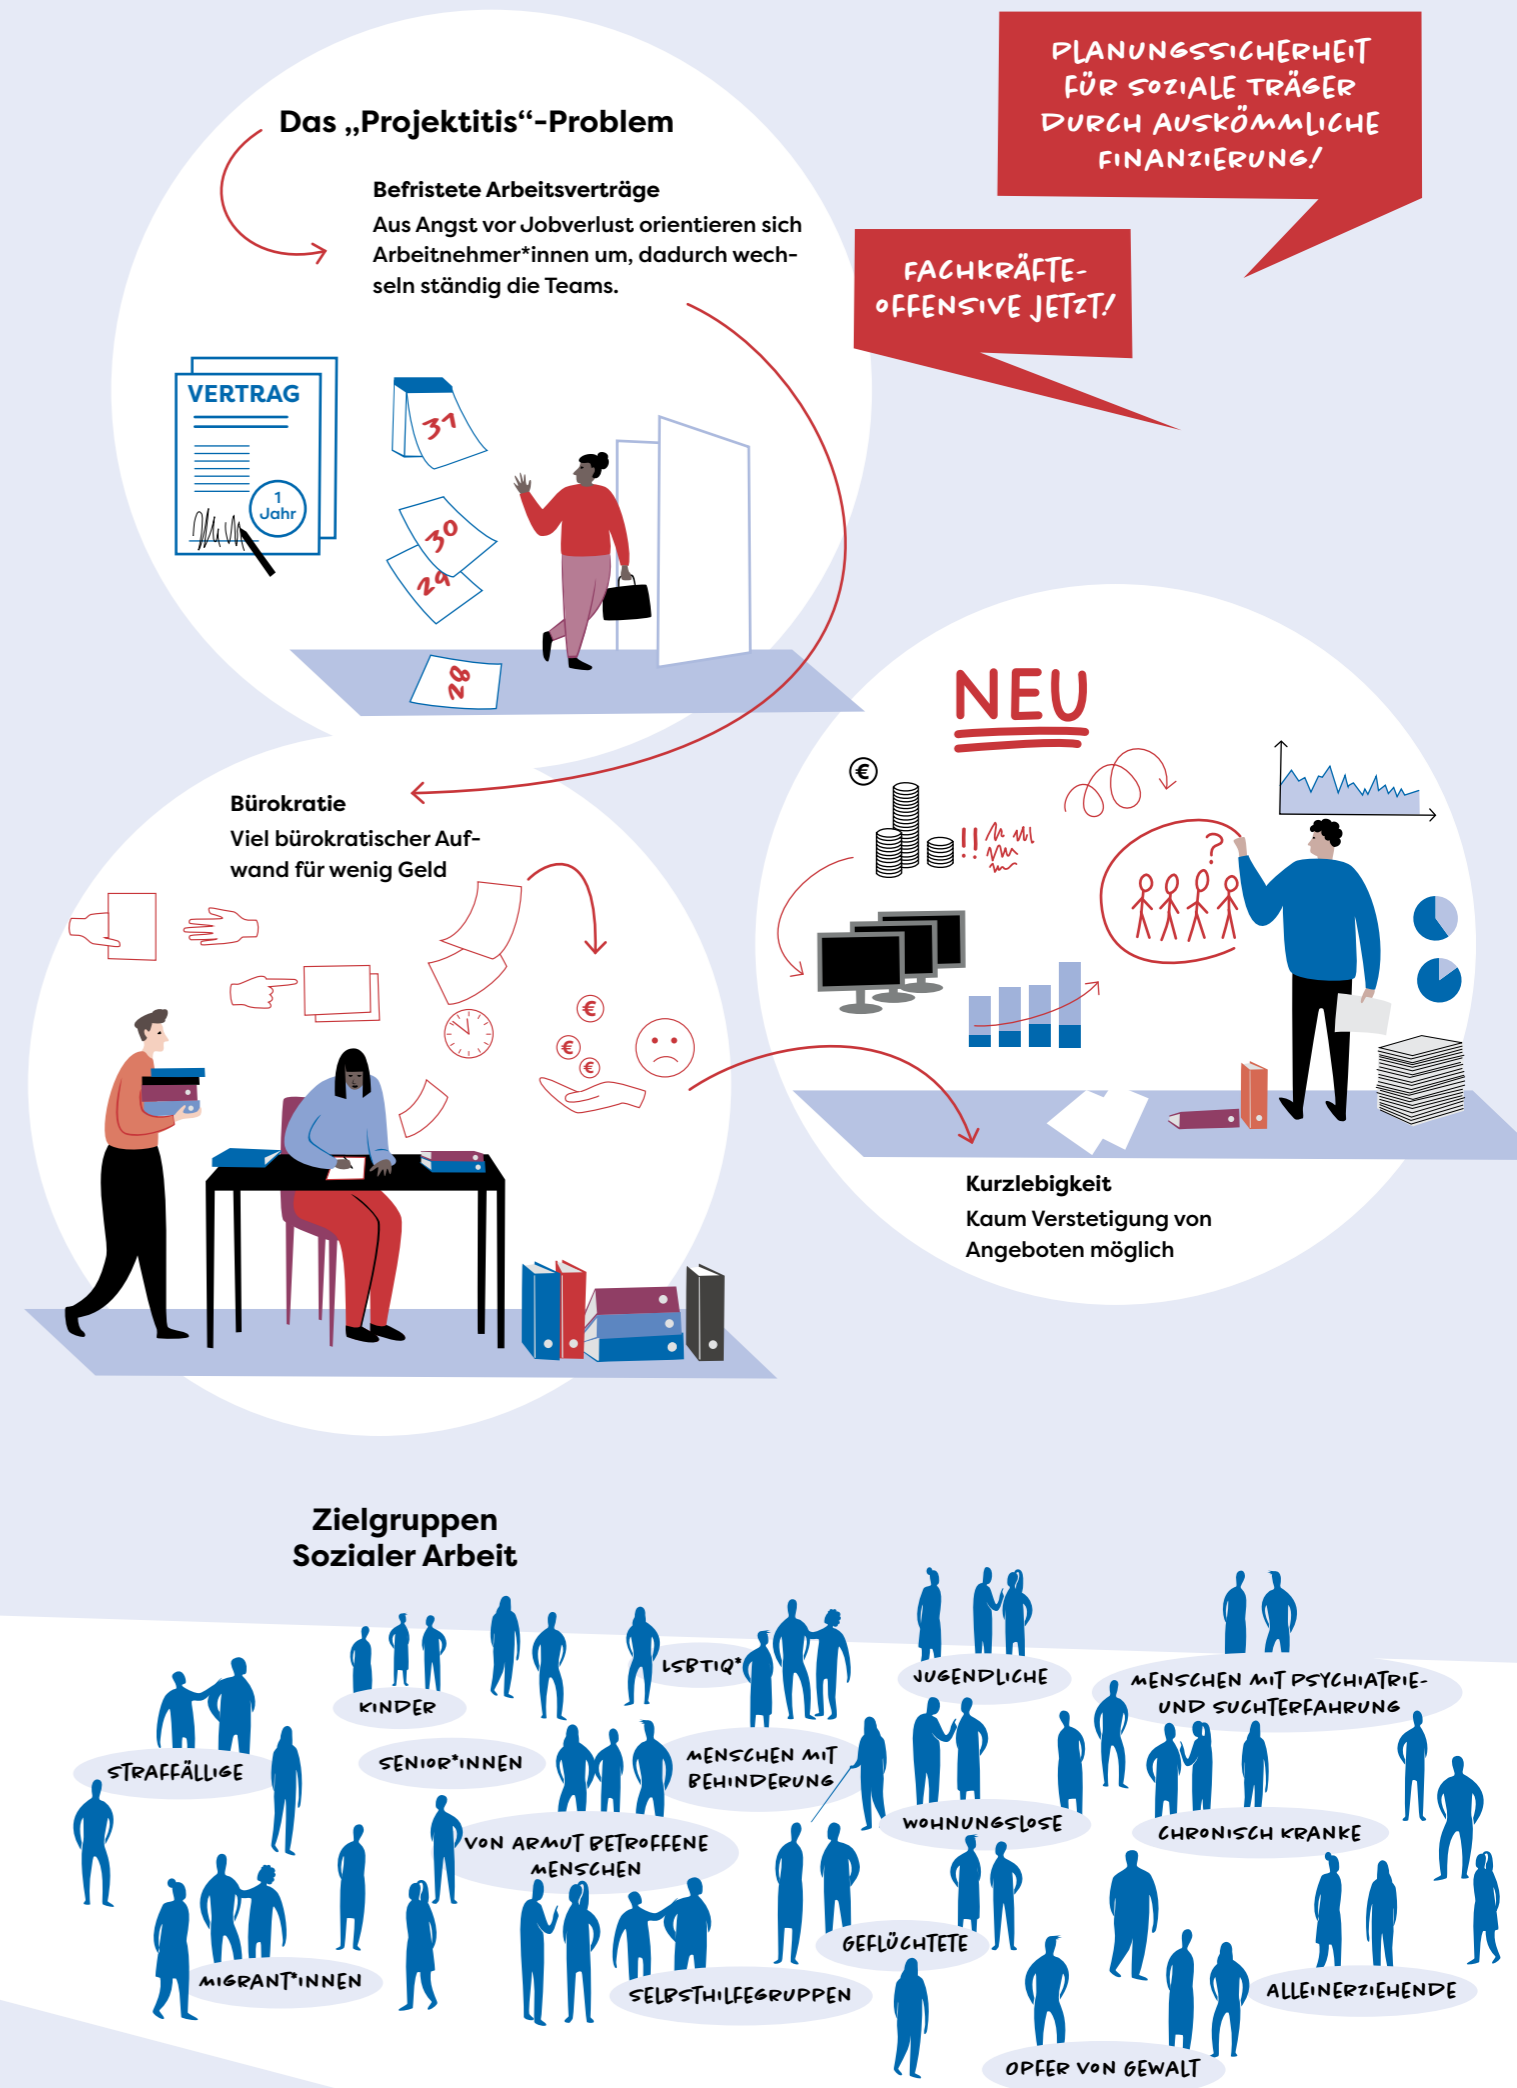 PLANUNGSSICHERHEIT
FÜR SOZIALE TRÄGER
DURCH AUSKÖMMLICHE
FINANZIERUNG!
Das „Projektitis“-Problem
Befristete Arbeitsverträge
Aus Angst vor Jobverlust orientieren sich
Arbeitnehmer*innen um, dadurch wech-
seln ständig die Teams.
FACHKRÄFTE-
OFFENSIVE JETZT!
VERTRAG
1
Jahr
31
30
29
28
NEU
€
!!
?
Bürokratie
Viel bürokratischer Auf-
wand für wenig Geld
€
€
€
Kurzlebigkeit
Kaum Verstetigung von
Angeboten möglich
Zielgruppen
Sozialer Arbeit
KINDER
LSBTIQ*
JUGENDLICHE
MENSCHEN MIT PSYCHIATRIE-
UND SUCHTERFAHRUNG
STRAFFÄLLIGE
SENIOR*INNEN
MENSCHEN MIT
BEHINDERUNG
WOHNUNGSLOSE
CHRONISCH KRANKE
VON ARMUT BETROFFENE
MENSCHEN
GEFLÜCHTETE
MIGRANT*INNEN
SELBSTHILFEGRUPPEN
ALLEINERZIEHENDE
OPFER VON GEWALT